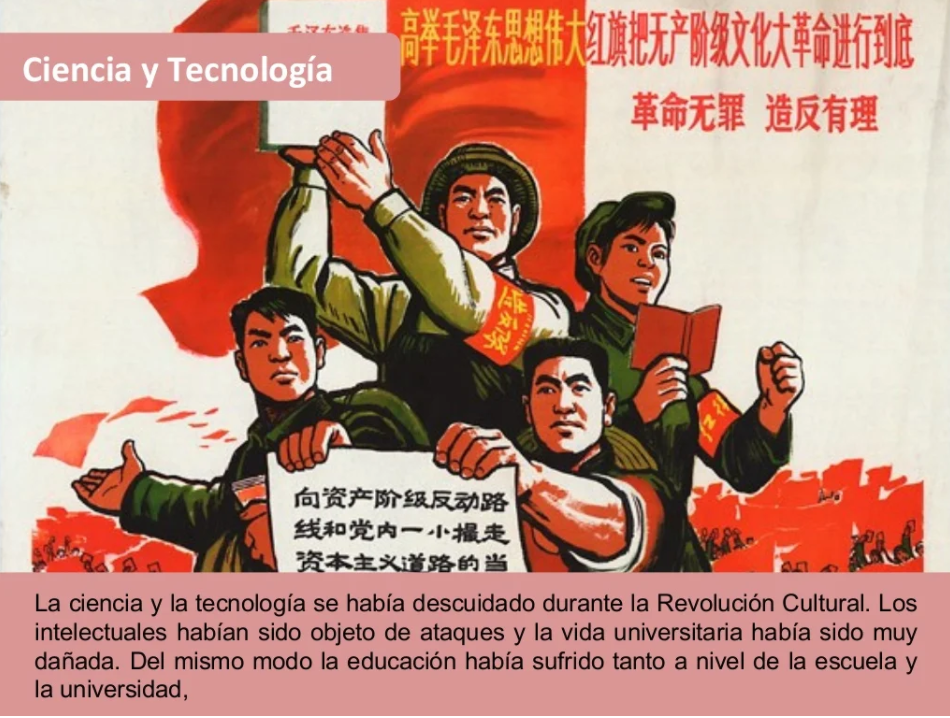 毛泽东选集
高举毛泽东思想伟大红旗把无产阶级文化大革命进行到底
Ciencia y Tecnología
革命无罪 造反有理
造反
红
向资产阶级反动路
线和党内一小撮走
资本主义道路的当
La ciencia y la tecnología se había descuidado durante la Revolución Cultural. Los
intelectuales habían sido objeto de ataques y la vida universitaria había sido muy
dañada. Del mismo modo la educación había sufrido tanto a nivel de la escuela y
la universidad,